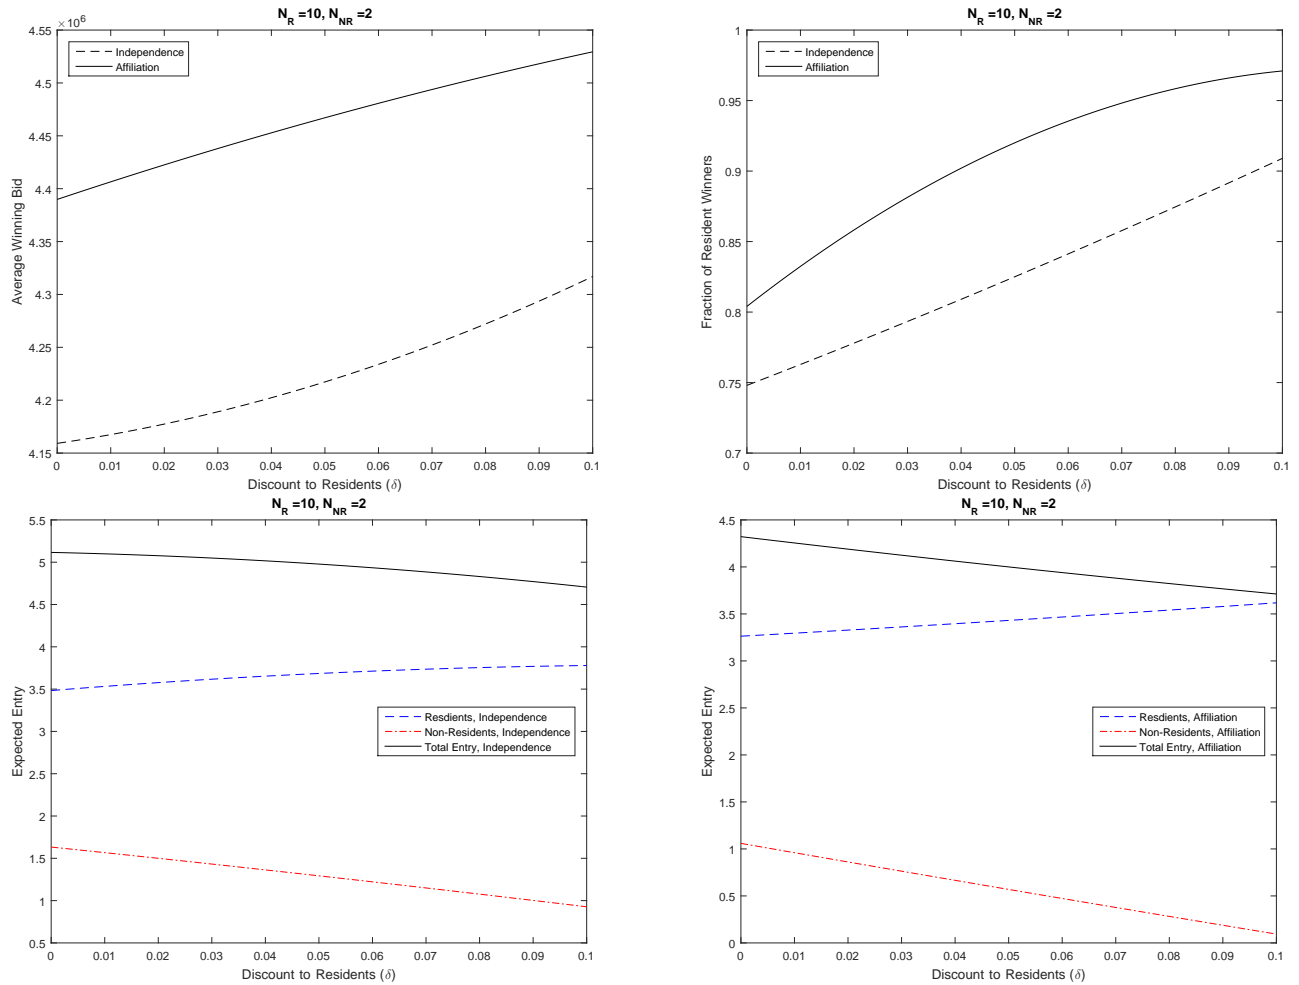 N_R =10, N_NR =2
×10^6
4.55
4.5
4.45
4.4
4.35
4.3
4.25
4.2
4.15
Average Winning Bid
Independence
Affiliation
0 0.01 0.02 0.03 0.04 0.05 0.06 0.07 0.08 0.09 0.1
Discount to Residents (δ)
N_R =10, N_NR =2
1
0.95
0.9
0.85
0.8
0.75
0.7
Fraction of Resident Winners
Independence
Affiliation
0 0.01 0.02 0.03 0.04 0.05 0.06 0.07 0.08 0.09 0.1
Discount to Residents (δ)
N_R =10, N_NR =2
5.5
5
4.5
4
3.5
3
2.5
2
1.5
1
0.5
Expected Entry
Resdients, Independence
Non-Residents, Independence
Total Entry, Independence
0 0.01 0.02 0.03 0.04 0.05 0.06 0.07 0.08 0.09 0.1
Discount to Residents (δ)
N_R =10, N_NR =2
4.5
4
3.5
3
2.5
2
1.5
1
0.5
0
Expected Entry
Resdients, Affiliation
Non-Residents, Affiliation
Total Entry, Affiliation
0 0.01 0.02 0.03 0.04 0.05 0.06 0.07 0.08 0.09 0.1
Discount to Residents (δ)